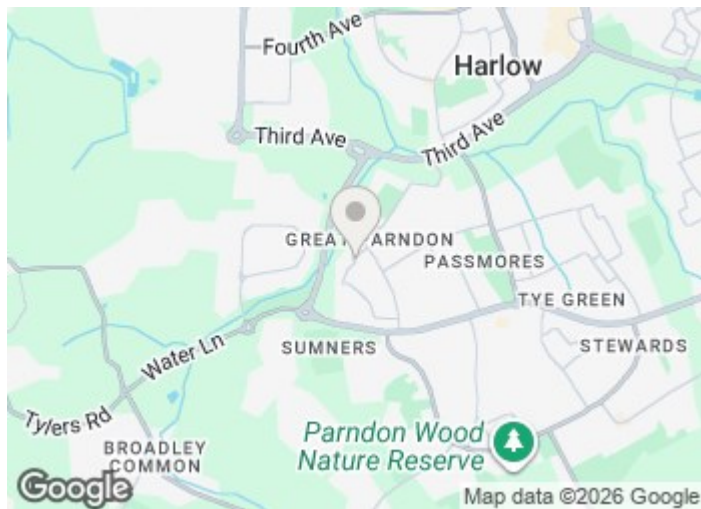 Fourth Ave
Harlow
Third Ave
Third Ave
GREAT PARNDON
PASSMORES
TYE GREEN
Water Ln
SUMNERS
STEWARDS
Tylers Rd
Parndon Wood
Nature Reserve
BROADLEY
COMMON
Google
Map data ©2026 Google